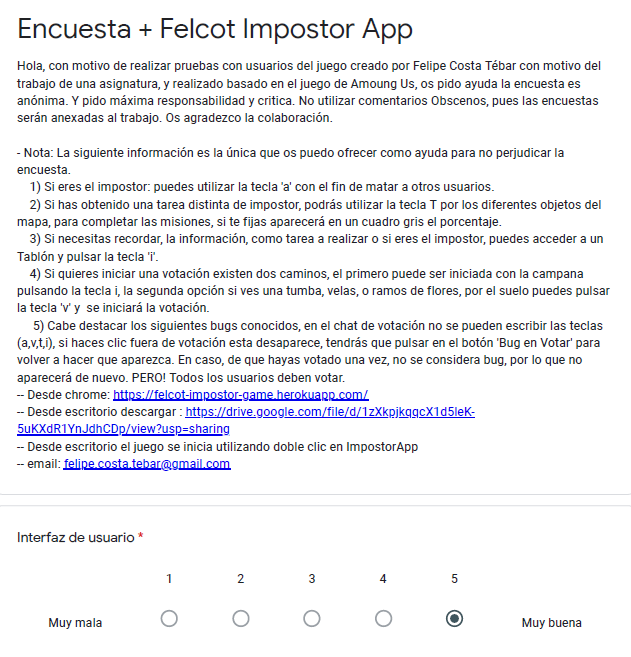 Encuesta + Felcot Impostor App
Hola, con motivo de realizar pruebas con usuarios del juego creado por Felipe Costa Tébar con motivo del
trabajo de una asignatura, y realizado basado en el juego de Amoung Us, os pido ayuda la encuesta es
anónima. Y pido máxima responsabilidad y critica. No utilizar comentarios Obscenos, pues las encuestas
serán anexadas al trabajo. Os agradezco la colaboración.
- Nota: La siguiente información es la única que os puedo ofrecer como ayuda para no perjudicar la
encuesta.
1) Si eres el impostor: puedes utilizar la tecla 'a' con el fin de matar a otros usuarios.
2) Si has obtenido una tarea distinta de impostor, podrás utilizar la tecla T por los diferentes objetos del
mapa, para completar las misiones, si te fijas aparecerá en un cuadro gris el porcentaje.
3) Si necesitas recordar, la información, como tarea a realizar o si eres el impostor, puedes acceder a un
Tablón y pulsar la tecla 'i'.
4) Si quieres iniciar una votación existen dos caminos, el primero puede ser iniciada con la campana
pulsando la tecla i, la segunda opción si ves una tumba, velas, o ramos de flores, por el suelo puedes pulsar
la tecla 'v' y se iniciará la votación.
5) Cabe destacar los siguientes bugs conocidos, en el chat de votación no se pueden escribir las teclas
(a,v,t,i), si haces clic fuera de votación esta desaparece, tendrás que pulsar en el botón 'Bug en Votar' para
volver a hacer que aparezca. En caso, de que hayas votado una vez, no se considera bug, por lo que no
aparecerá de nuevo. PERO! Todos los usuarios deben votar.
-- Desde chrome: https://felcot-impostor-game.herokuapp.com/
-- Desde escritorio descargar : https://drive.google.com/file/d/1zXkpjkqqcX1d5leK-
5uKXdR1YnJdhCDp/view?usp=sharing
-- Desde escritorio el juego se inicia utilizando doble clic en ImpostorApp
-- email: felipe.costa.tebar@gmail.com
Interfaz de usuario *
1 2 3 4 5
Muy mala Muy buena